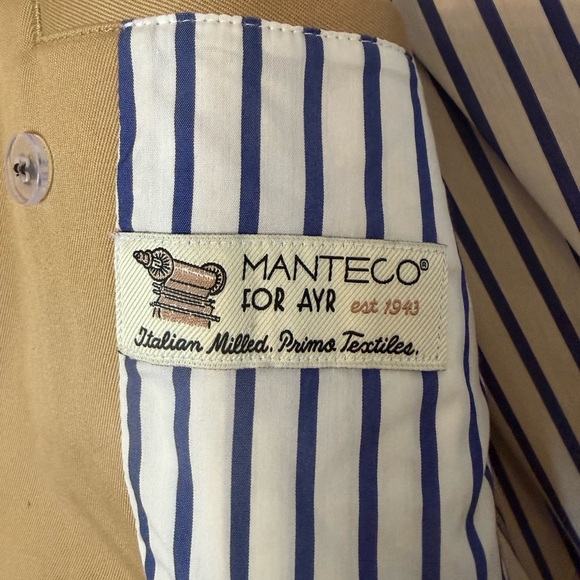 MANTECO®
FOR AYR est 1943
Italian Milled. Primo Textiles.